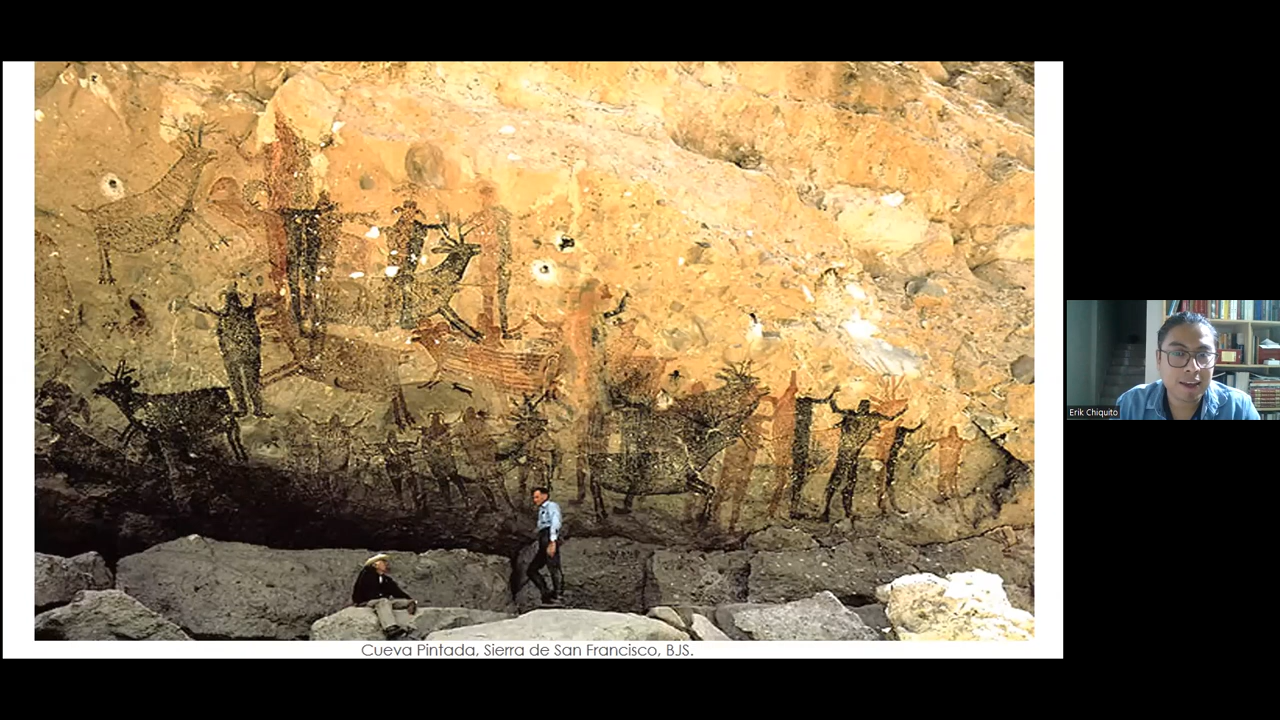 Cueva Pintada, Sierra de San Francisco, BJS.
Erik Chiquito